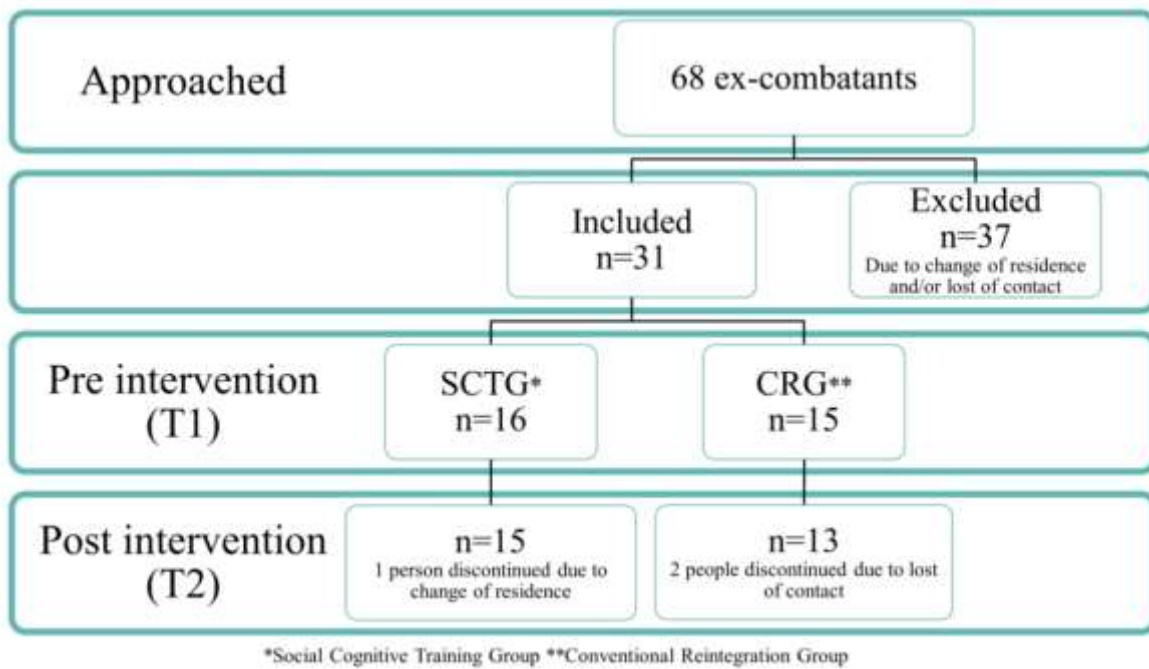 Approached
68 ex-combatants
Included
n=31
Excluded
n=37
Due to change of residence
and/or lost of contact
Pre intervention
(T1)
SCTG*
n=16
CRG**
n=15
Post intervention
(T2)
n=15
1 person discontinued due to
change of residence
n=13
2 people discontinued due to lost
of contact
*Social Cognitive Training Group **Conventional Reintegration Group